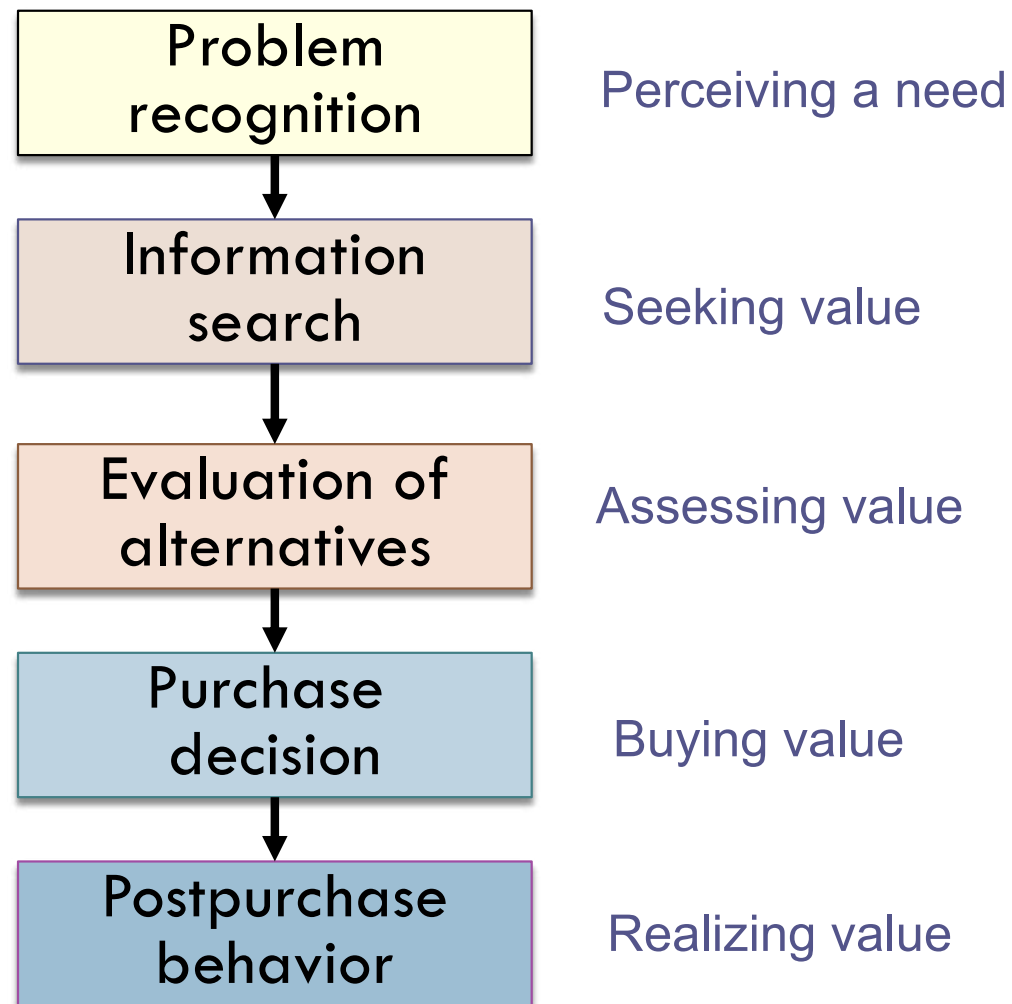 Problem
recognition
Perceiving a need
Information
search
Seeking value
Evaluation of
alternatives
Assessing value
Purchase
decision
Buying value
Postpurchase
behavior
Realizing value